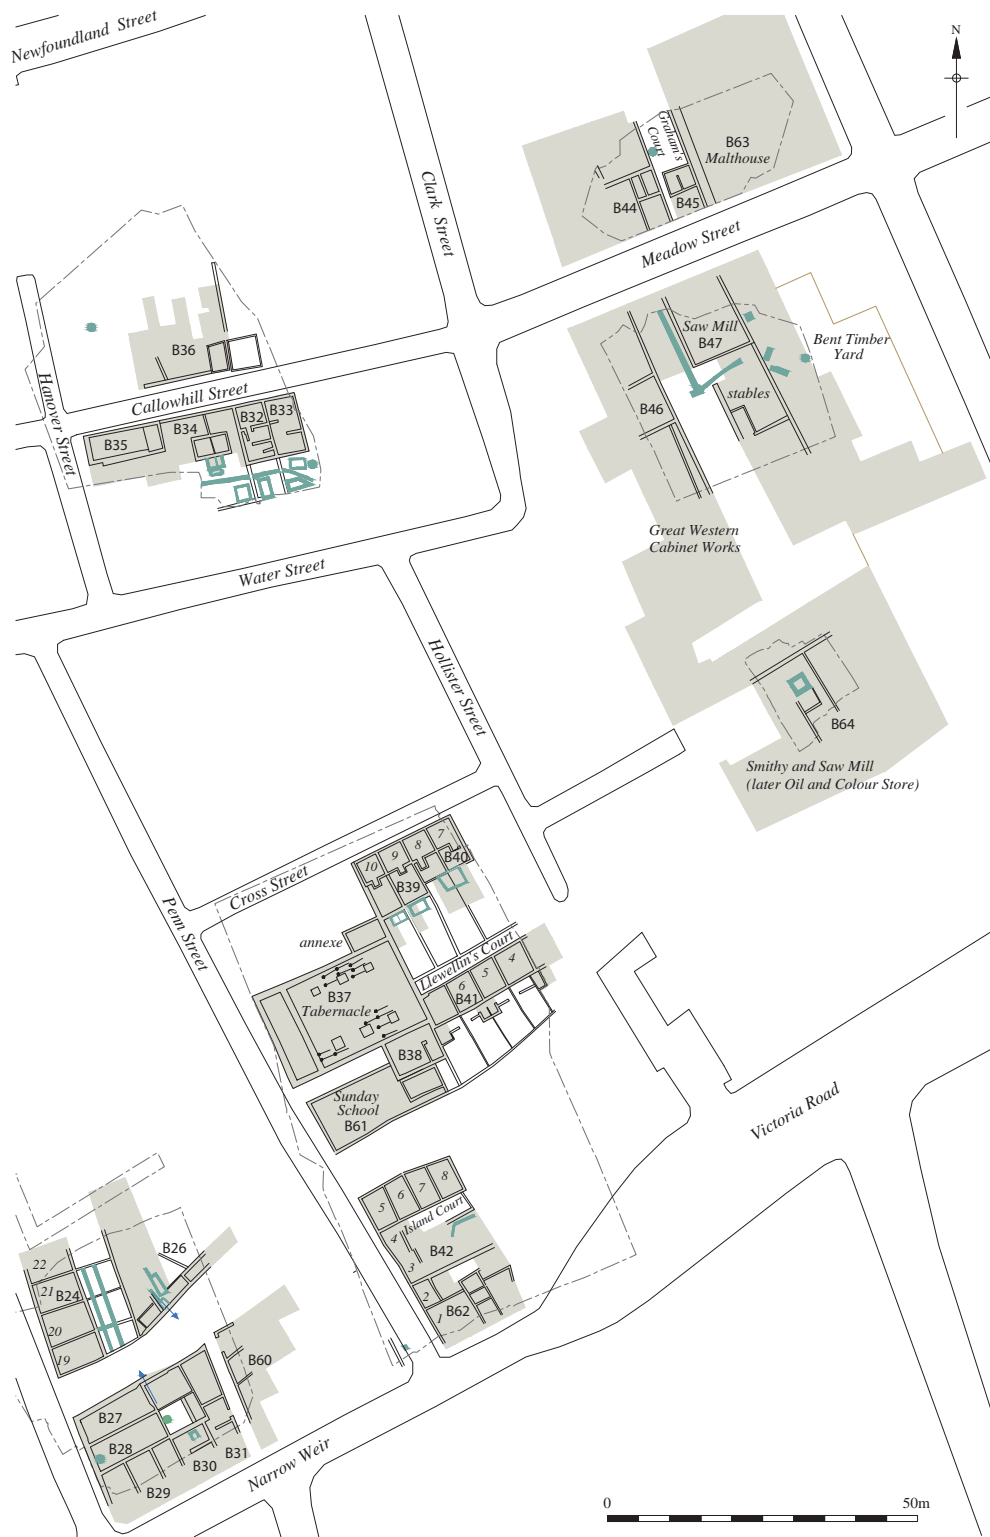 Newfoundland Street
N
Graham's
Court
B63
Malthouse
B44
B45
Clark Street
Meadow Street
Hanover Street
B36
Callowhill Street
B35
B34
B32
B33
Saw Mill
B47
Bent Timber
Yard
B46
stables
Great Western
Cabinet Works
Water Street
Hollister Street
B64
Smithy and Saw Mill
(later Oil and Colour Store)
Cross Street
Penn Street
10
9
8
7
B40
B39
annexe
Llewellin's Court
B37
Tabernacle
6
5
4
B41
B38
Sunday
School
B61
Victoria Road
5
6
7
8
Island Court
4
3
B42
2
1
B62
22
21
B24
20
19
B26
B60
B27
B28
B29
B30
B31
Narrow Weir
0
50m